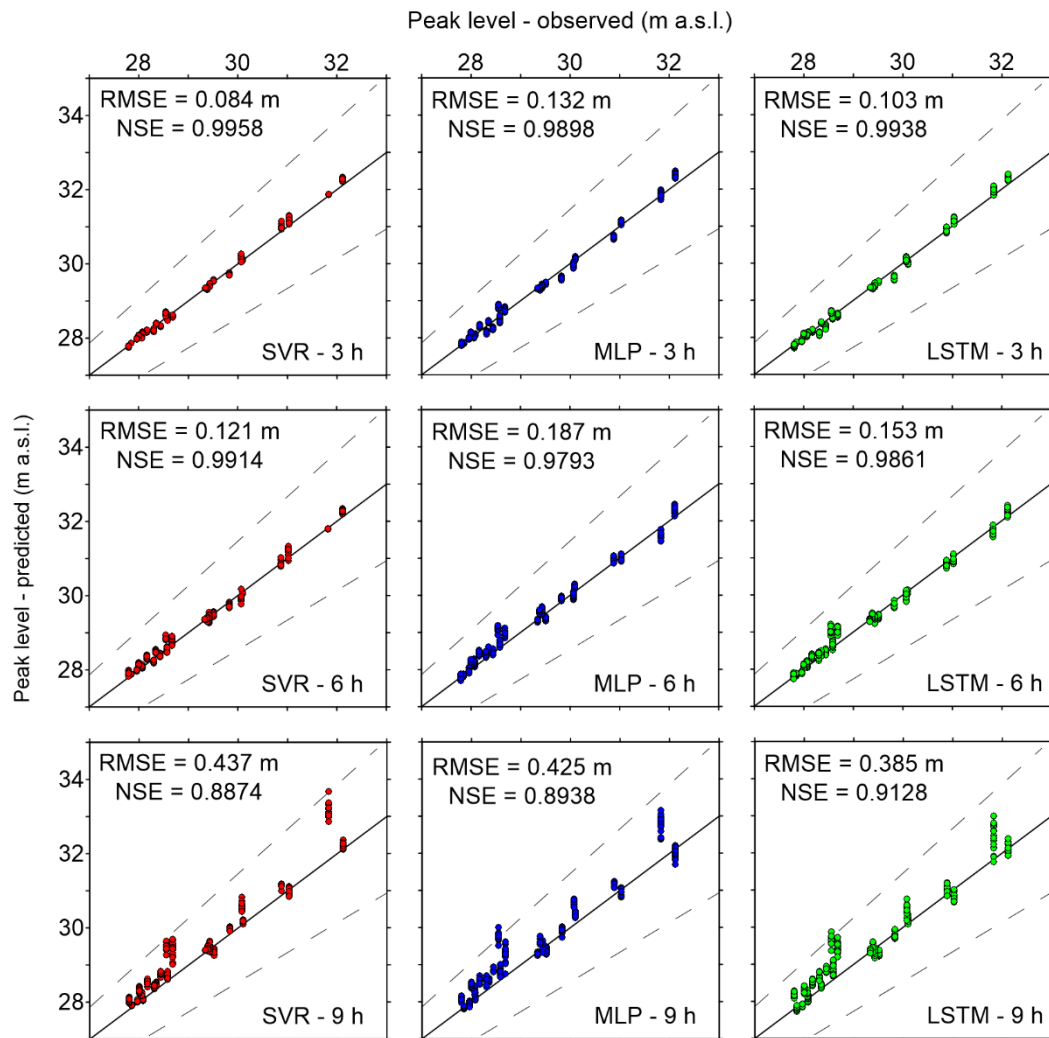 Peak level - observed (m a.s.l.)
28 30 32 28 30 32 28 30 32
Peak level - predicted (m a.s.l.)
34
32
30
28
RMSE = 0.084 m
NSE = 0.9958
SVR - 3 h
RMSE = 0.132 m
NSE = 0.9898
MLP - 3 h
RMSE = 0.103 m
NSE = 0.9938
LSTM - 3 h
34
32
30
28
RMSE = 0.121 m
NSE = 0.9914
SVR - 6 h
RMSE = 0.187 m
NSE = 0.9793
MLP - 6 h
RMSE = 0.153 m
NSE = 0.9861
LSTM - 6 h
34
32
30
28
RMSE = 0.437 m
NSE = 0.8874
SVR - 9 h
RMSE = 0.425 m
NSE = 0.8938
MLP - 9 h
RMSE = 0.385 m
NSE = 0.9128
LSTM - 9 h